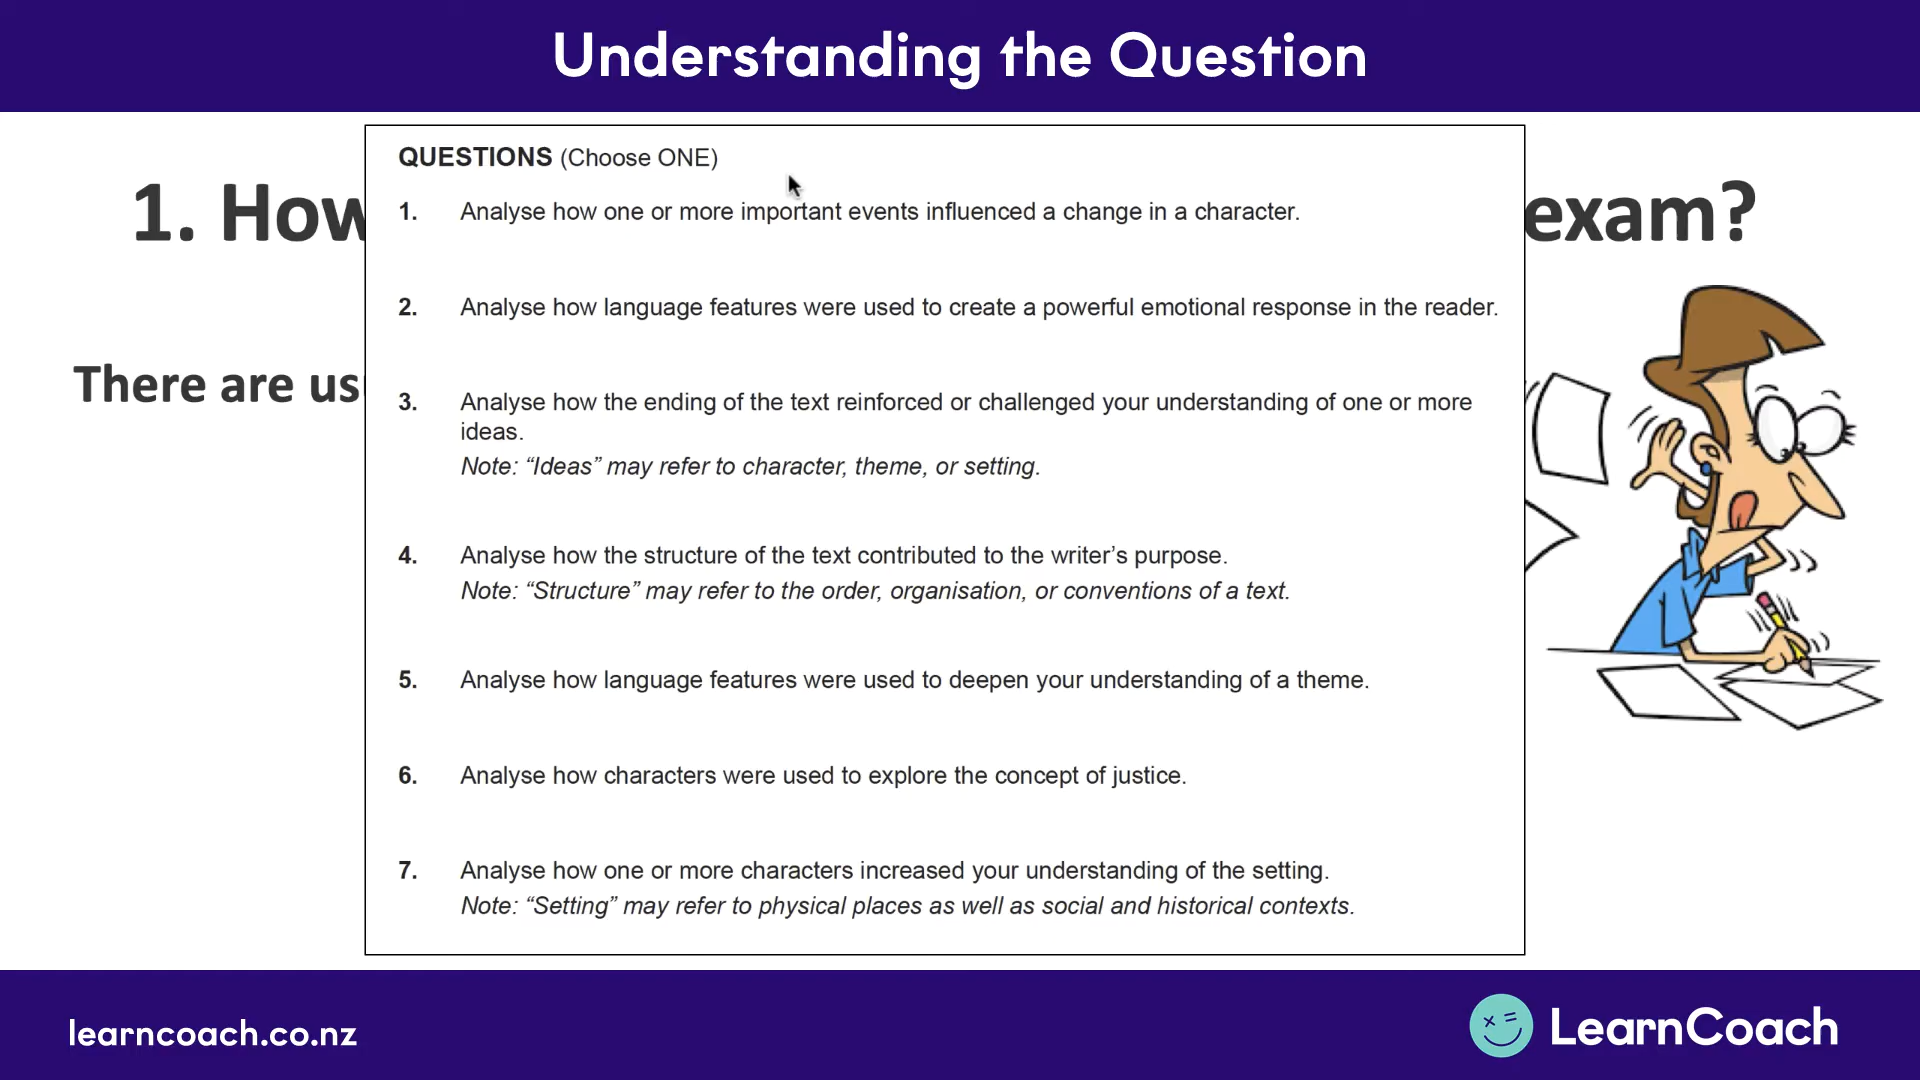 Understanding the Question
QUESTIONS (Choose ONE)
1. How
exam?
1. Analyse how one or more important events influenced a change in a character.
2. Analyse how language features were used to create a powerful emotional response in the reader.
There are us
3. Analyse how the ending of the text reinforced or challenged your understanding of one or more
ideas.
Note: “Ideas” may refer to character, theme, or setting.
4. Analyse how the structure of the text contributed to the writer’s purpose.
Note: “Structure” may refer to the order, organisation, or conventions of a text.
5. Analyse how language features were used to deepen your understanding of a theme.
6. Analyse how characters were used to explore the concept of justice.
7. Analyse how one or more characters increased your understanding of the setting.
Note: “Setting” may refer to physical places as well as social and historical contexts.
learncoach.co.nz
LearnCoach